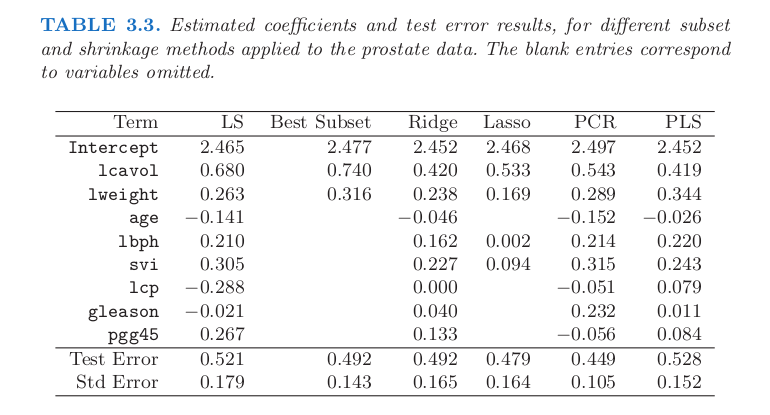 TABLE 3.3. Estimated coefficients and test error results, for different subset
and shrinkage methods applied to the prostate data. The blank entries correspond
to variables omitted.
Term LS Best Subset Ridge Lasso PCR PLS
Intercept 2.465 2.477 2.452 2.468 2.497 2.452
lcavol 0.680 0.740 0.420 0.533 0.543 0.419
lweight 0.263 0.316 0.238 0.169 0.289 0.344
age −0.141 −0.046 −0.152 −0.026
lbph 0.210 0.162 0.002 0.214 0.220
svi 0.305 0.227 0.094 0.315 0.243
lcp −0.288 0.000 −0.051 0.079
gleason −0.021 0.040 0.232 0.011
pgg45 0.267 0.133 −0.056 0.084
Test Error 0.521 0.492 0.492 0.479 0.449 0.528
Std Error 0.179 0.143 0.165 0.164 0.105 0.152